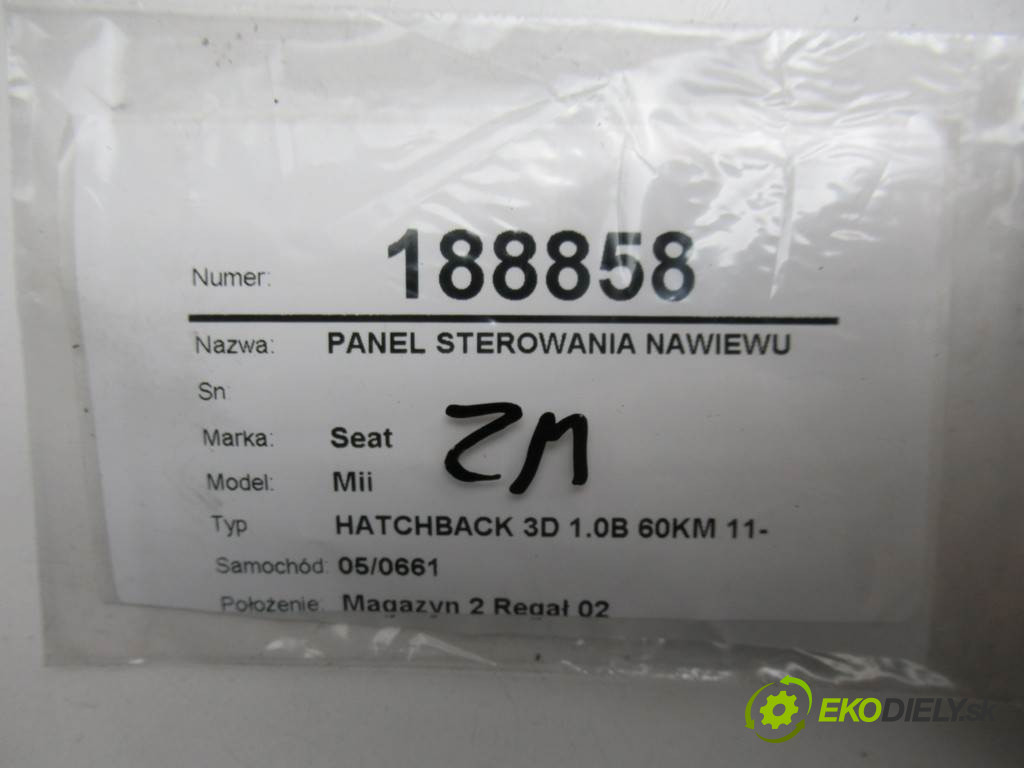 Numer: 188858
Nazwa: PANEL STEROWANIA NAWIEWU
Sn
Marka: Seat
ZM
Model: Mii
Typ HATCHBACK 3D 1.0B 60KM 11-
Samochód: 05/0661
Położenie: Magazyn 2 Regał 02
EKODIELY.sk